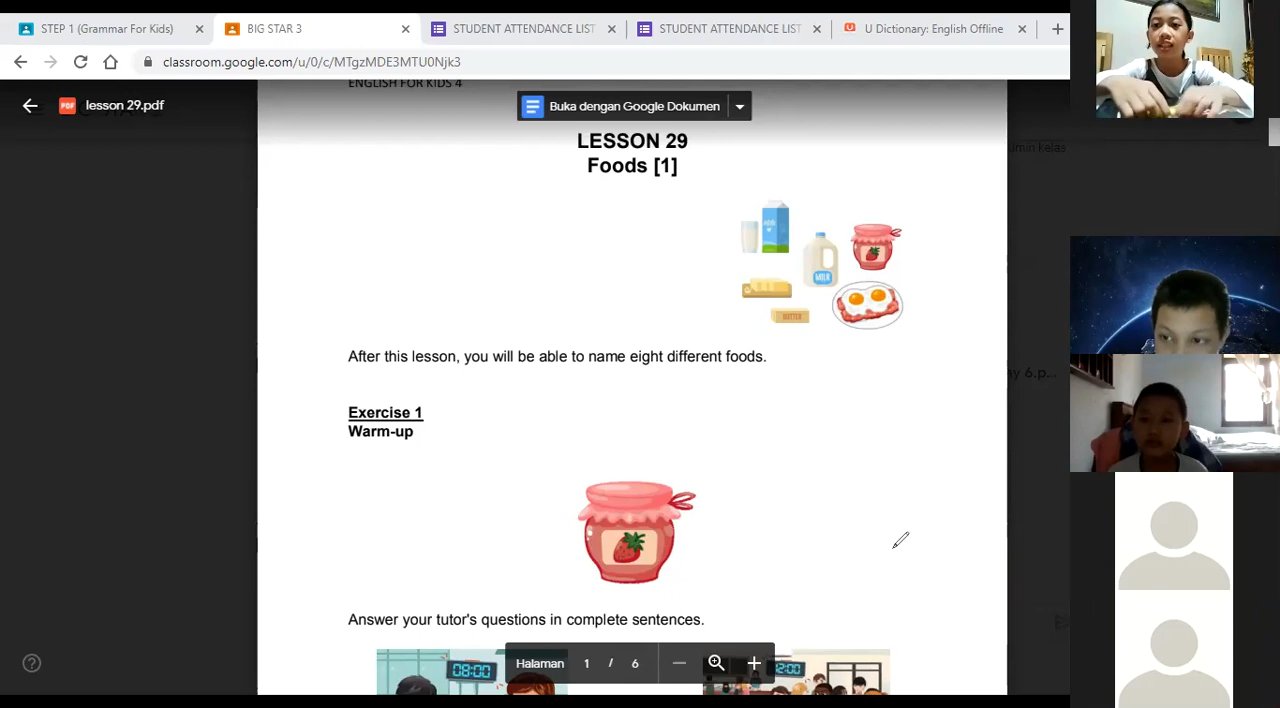 STEP 1 (Grammar For Kids)
BIG STAR 3
STUDENT ATTENDANCE LIST
STUDENT ATTENDANCE LIST
U Dictionary: English Offline
classroom.google.com/u/0/c/MTgzMDE3MTU0Njk3
ENGLISH FOR KIDS 4
PDF lesson 29.pdf
Buka dengan Google Dokumen
LESSON 29
Foods [1]
MILK
BUTTER
After this lesson, you will be able to name eight different foods.
Exercise 1
Warm-up
Answer your tutor's questions in complete sentences.
08:00
Halaman 1 / 6